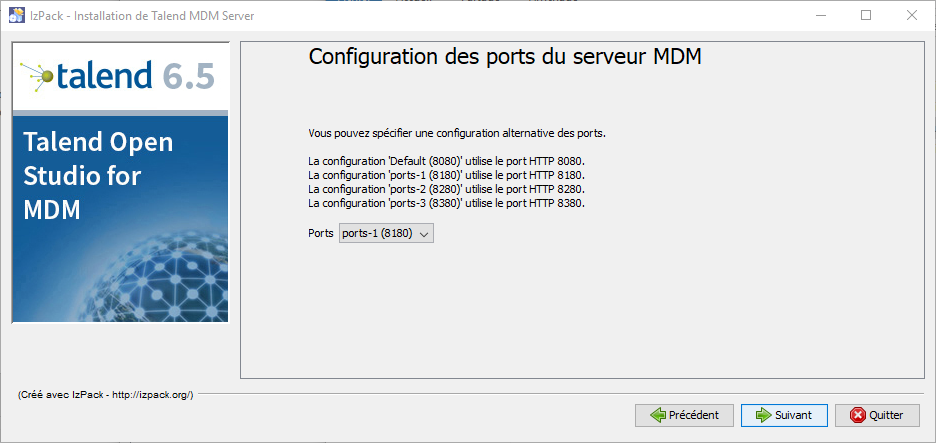 IzPack - Installation de Talend MDM Server
talend 6.5
Talend Open
Studio for
MDM
Configuration des ports du serveur MDM
Vous pouvez spécifier une configuration alternative des ports.
La configuration 'Default (8080)' utilise le port HTTP 8080.
La configuration 'ports-1 (8180)' utilise le port HTTP 8180.
La configuration 'ports-2 (8280)' utilise le port HTTP 8280.
La configuration 'ports-3 (8380)' utilise le port HTTP 8380.
Ports ports-1 (8180)
(Créé avec IzPack - http://izpack.org/)
Précédent Suivant Quitter